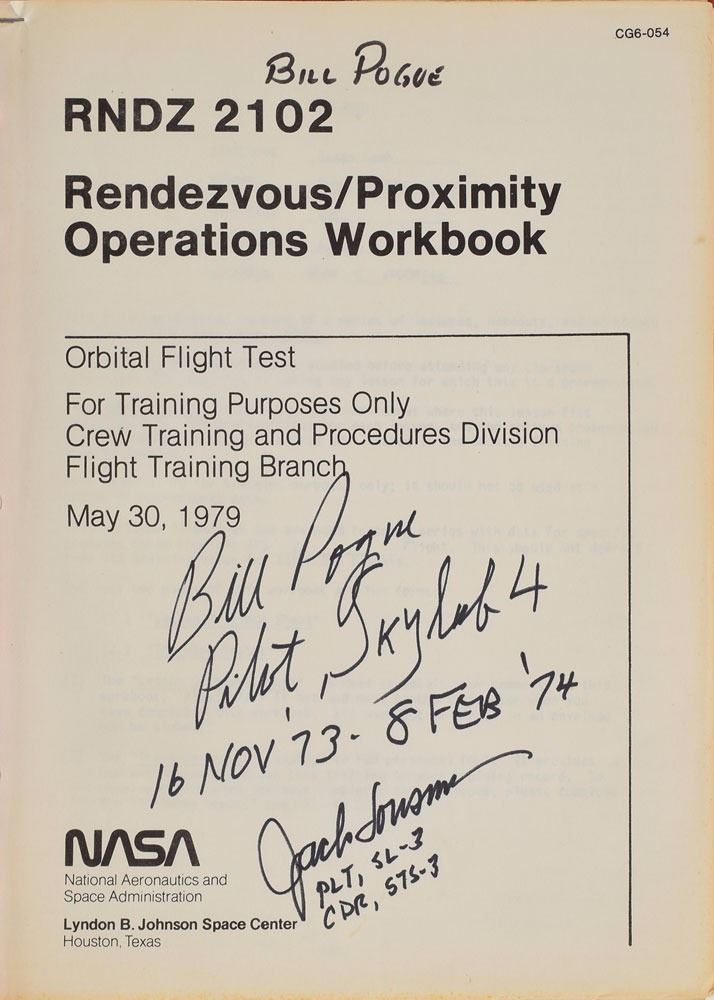 CG6-054
BILL POGUE
RNDZ 2102
Rendezvous/Proximity
Operations Workbook
Orbital Flight Test
For Training Purposes Only
Crew Training and Procedures Division
Flight Training Branch
May 30, 1979
Bill Pogue
Pilot, Skylab 4
16 NOV '73 - 8 FEB '74
Jack Lousma
PLT, SL-3
CDR, STS-3
NASA
National Aeronautics and
Space Administration
Lyndon B. Johnson Space Center
Houston, Texas